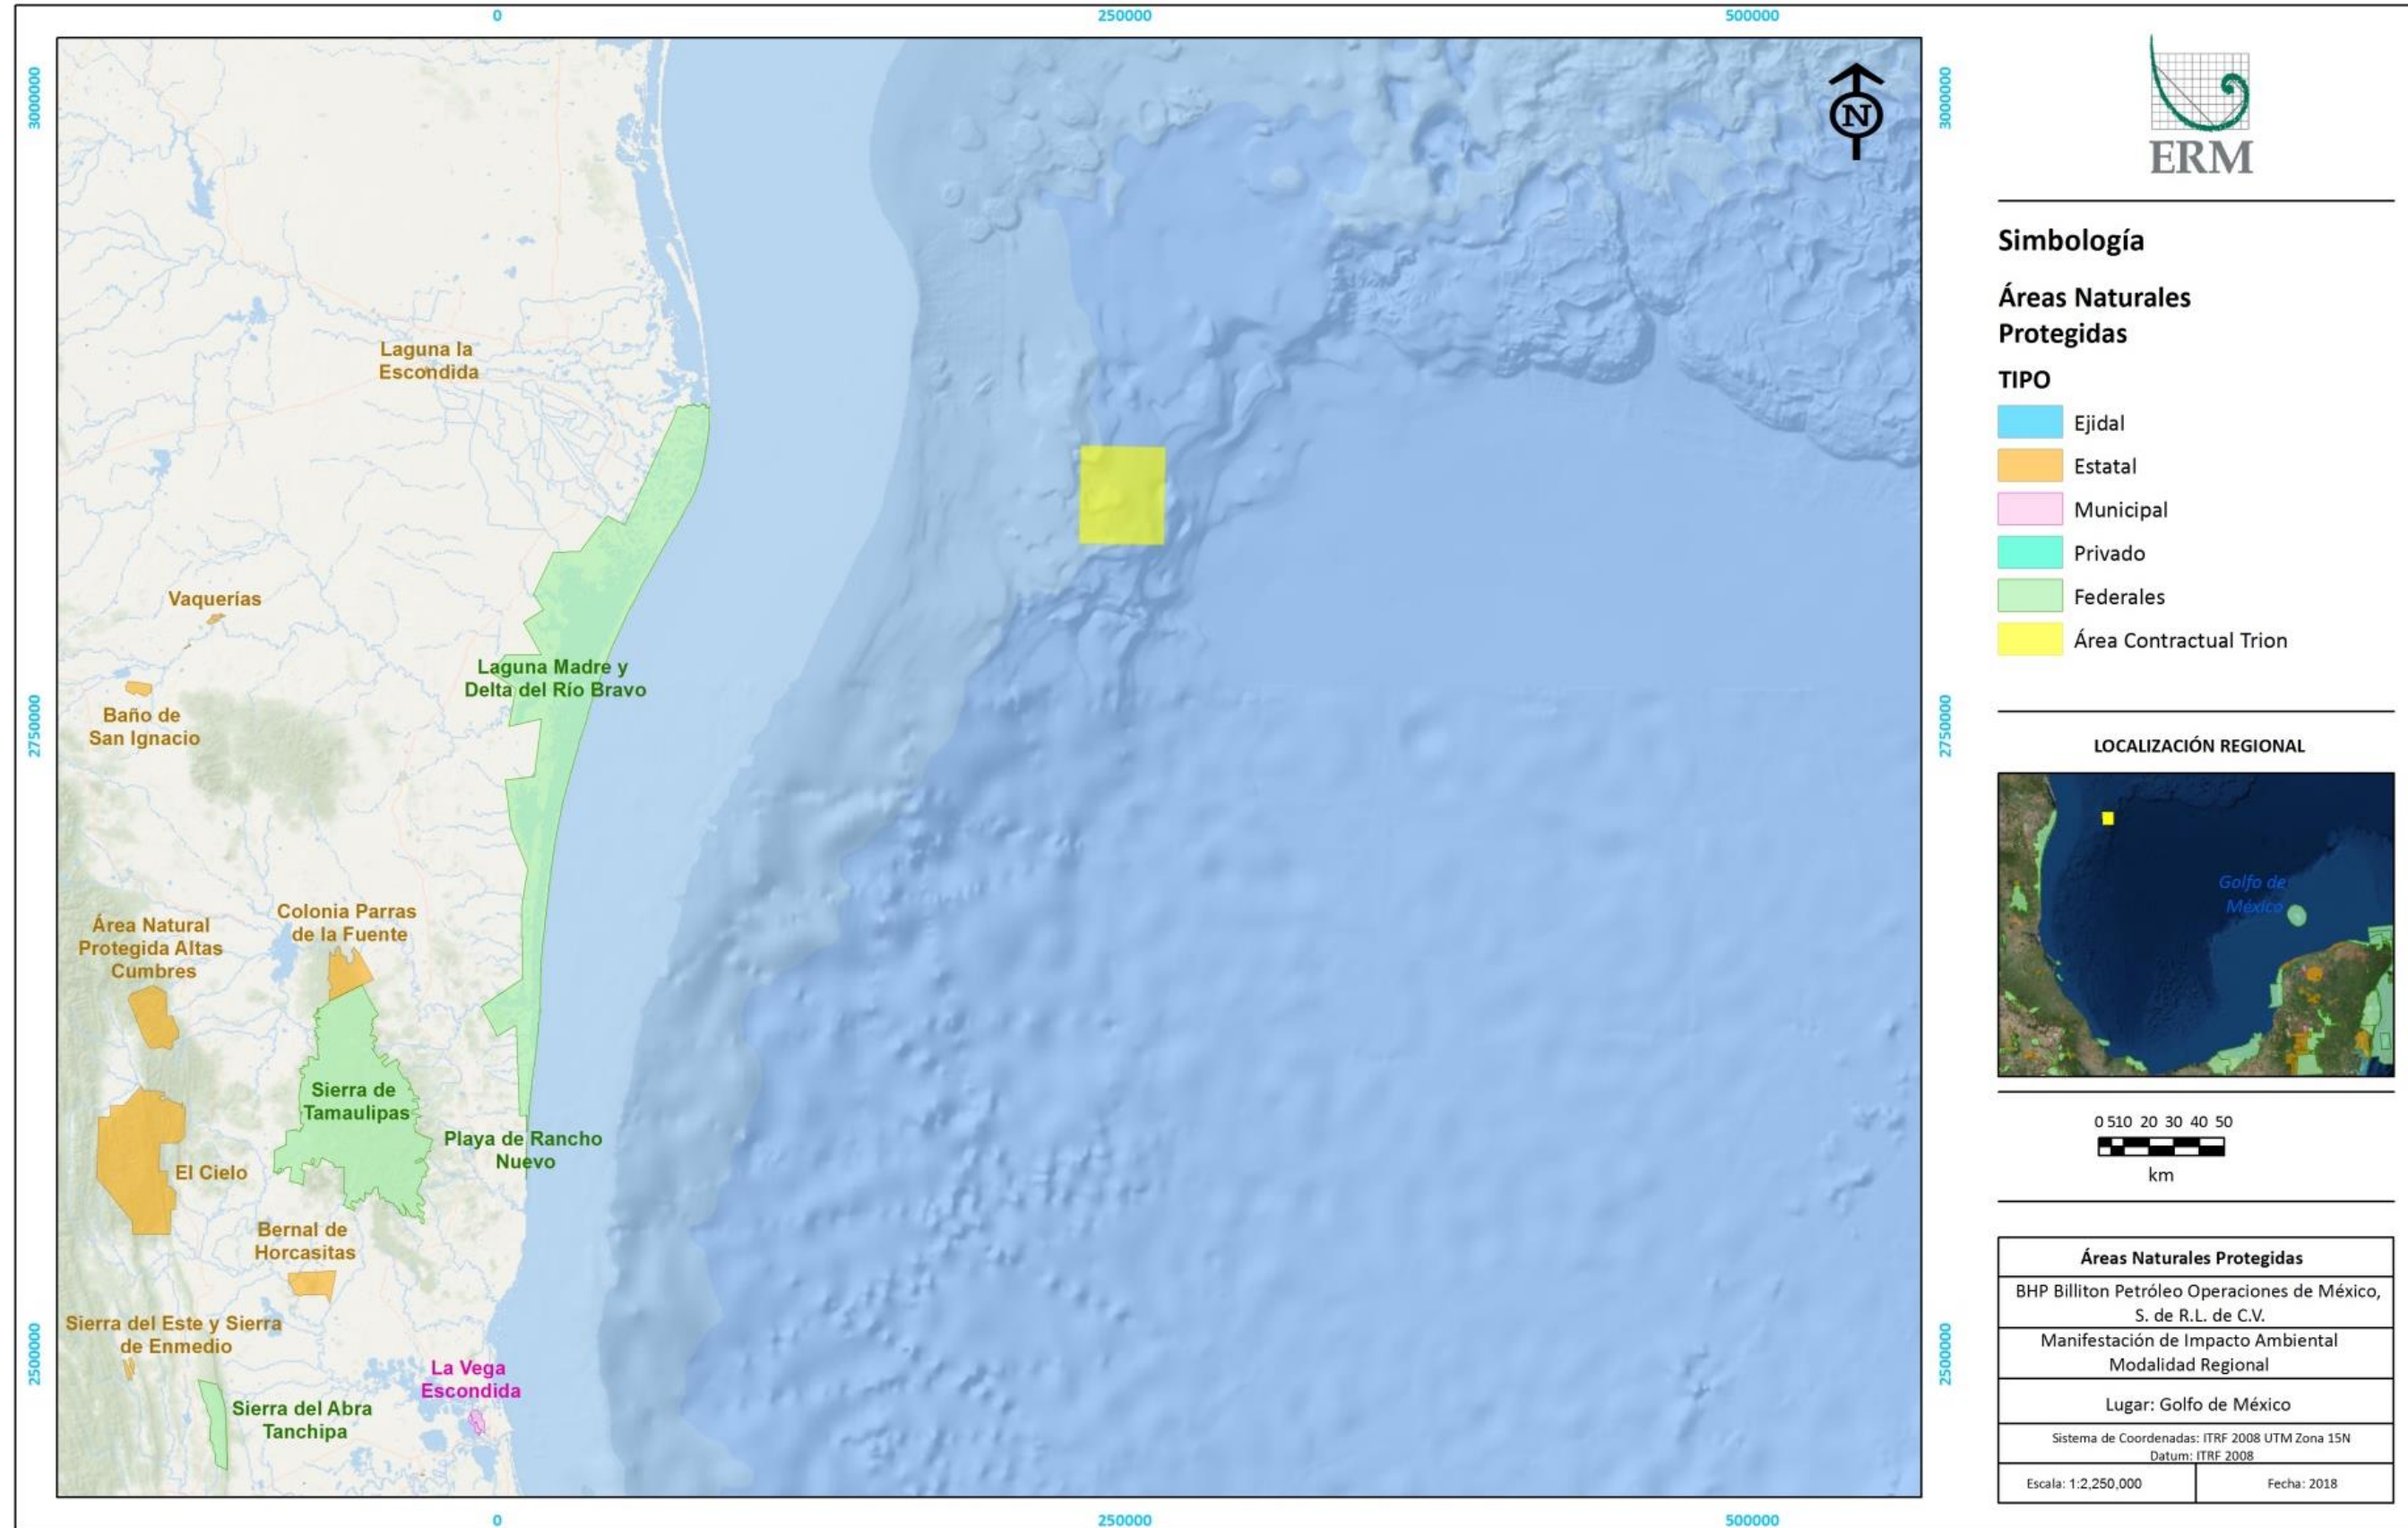 0
250000
500000
3000000
3000000
2750000
2750000
2500000
2500000
0
250000
500000
N
Laguna la
Escondida
Vaquerías
Baño de
San Ignacio
Laguna Madre y
Delta del Río Bravo
Colonia Parras
de la Fuente
Área Natural
Protegida Altas
Cumbres
Sierra de
Tamaulipas
Playa de Rancho
Nuevo
El Cielo
Bernal de
Horcasitas
Sierra del Este y Sierra
de Enmedio
La Vega
Escondida
Sierra del Abra
Tanchipa
ERM
Simbología
Áreas Naturales
Protegidas
TIPO
Ejidal
Estatal
Municipal
Privado
Federales
Área Contractual Trion
LOCALIZACIÓN REGIONAL
Golfo de
México
0 510 20 30 40 50
km
Áreas Naturales Protegidas
BHP Billiton Petróleo Operaciones de México,
S. de R.L. de C.V.
Manifestación de Impacto Ambiental
Modalidad Regional
Lugar: Golfo de México
Sistema de Coordenadas: ITRF 2008 UTM Zona 15N
Datum: ITRF 2008
Escala: 1:2,250,000
Fecha: 2018